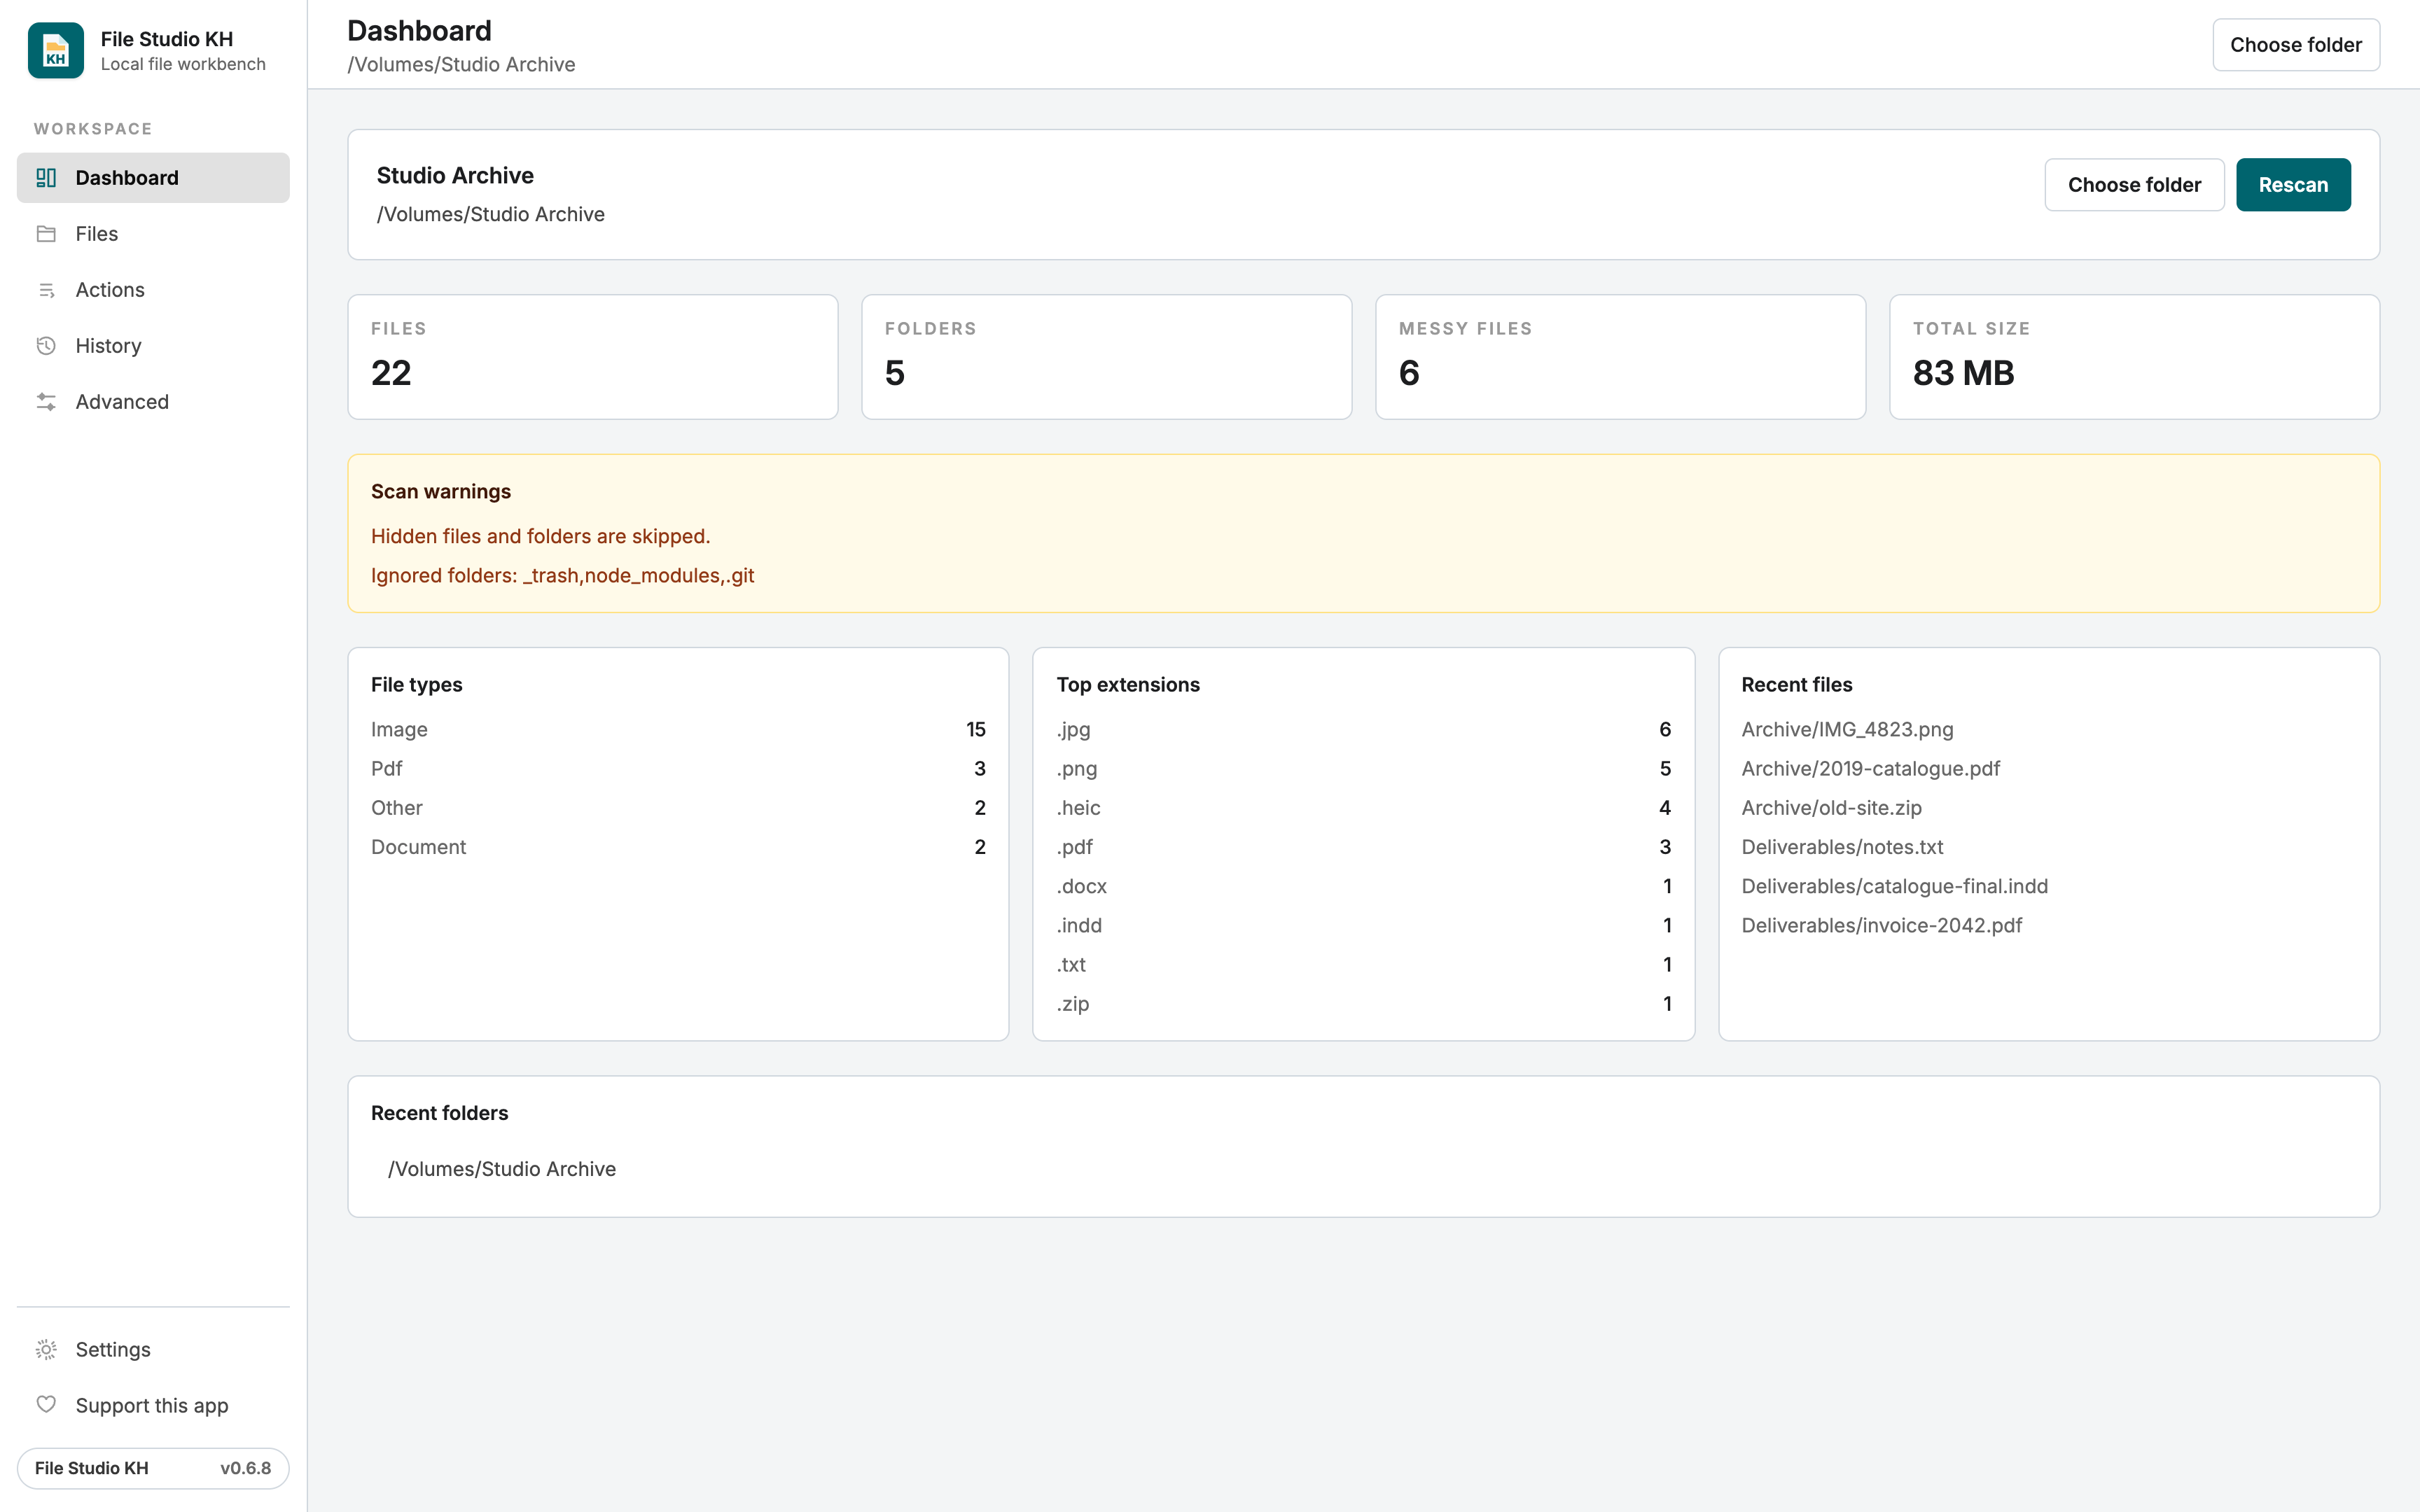 KH
File Studio KH
Local file workbench
WORKSPACE
Dashboard
Files
Actions
History
Advanced
Settings
Support this app
File Studio KH v0.6.8
Dashboard
/Volumes/Studio Archive
Choose folder
Studio Archive
/Volumes/Studio Archive
Choose folder
Rescan
FILES
22
FOLDERS
5
MESSY FILES
6
TOTAL SIZE
83 MB
Scan warnings
Hidden files and folders are skipped.
Ignored folders: _trash,node_modules,.git
File types
Image 15
Pdf 3
Other 2
Document 2
Top extensions
.jpg 6
.png 5
.heic 4
.pdf 3
.docx 1
.indd 1
.txt 1
.zip 1
Recent files
Archive/IMG_4823.png
Archive/2019-catalogue.pdf
Archive/old-site.zip
Deliverables/notes.txt
Deliverables/catalogue-final.indd
Deliverables/invoice-2042.pdf
Recent folders
/Volumes/Studio Archive